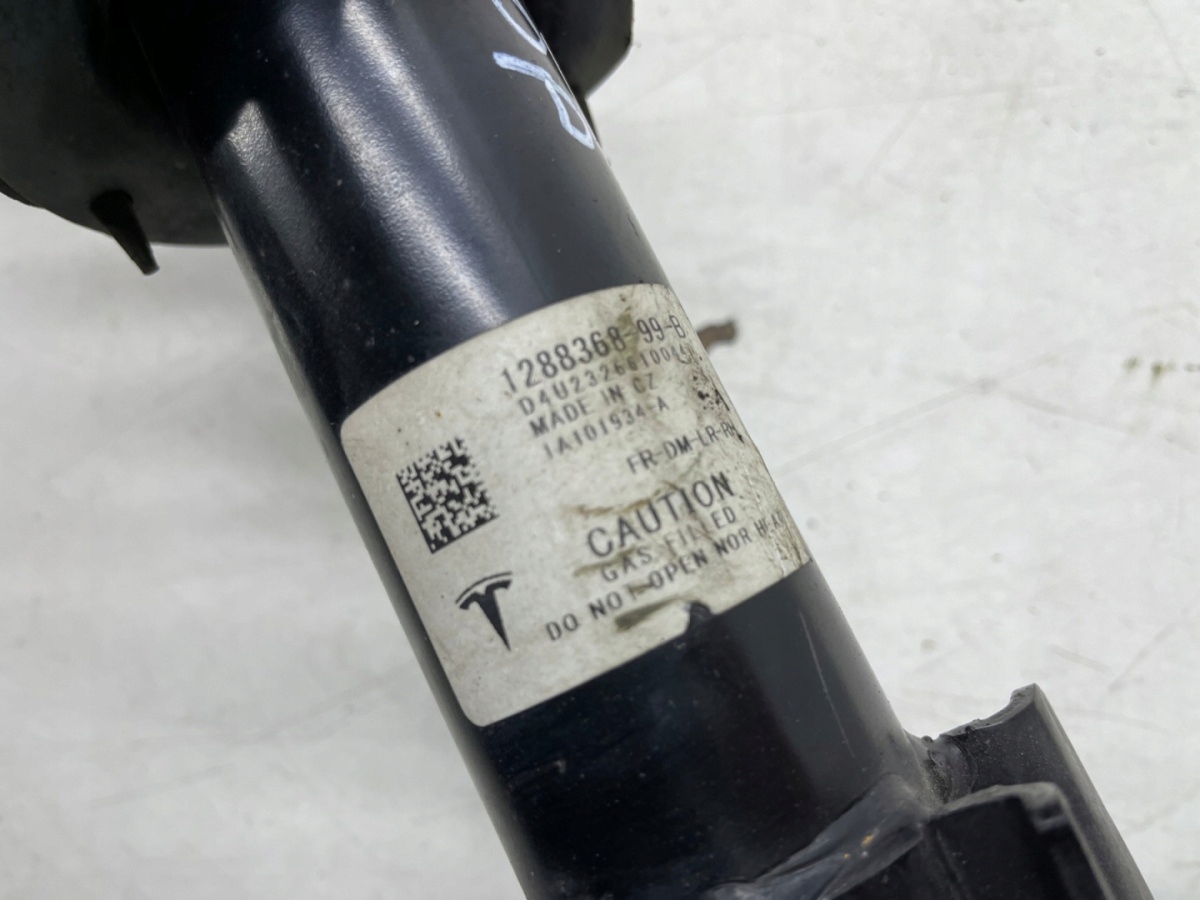 1288368-99-B
MADE IN CZ
1A101934-A
FR-DM-LR-RH
CAUTION
GAS FILLED
DO NOT OPEN NOR HEAT